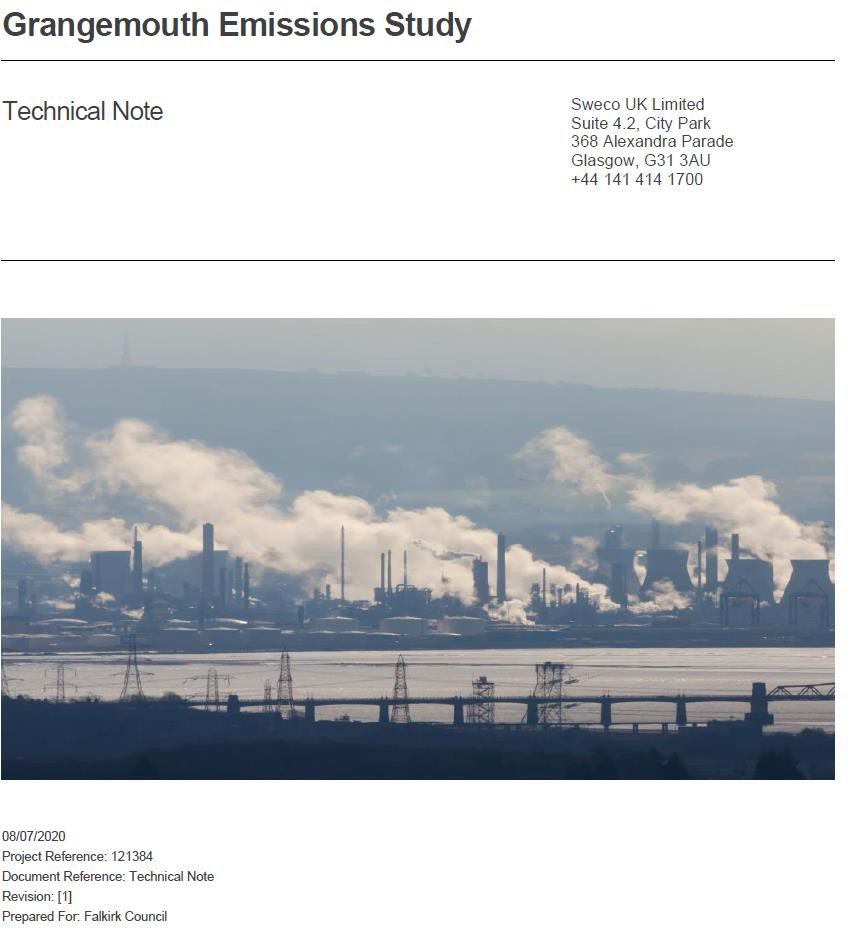 Grangemouth Emissions Study
Technical Note
Sweco UK Limited
Suite 4.2, City Park
368 Alexandra Parade
Glasgow, G31 3AU
+44 141 414 1700
08/07/2020
Project Reference: 121384
Document Reference: Technical Note
Revision: [1]
Prepared For: Falkirk Council